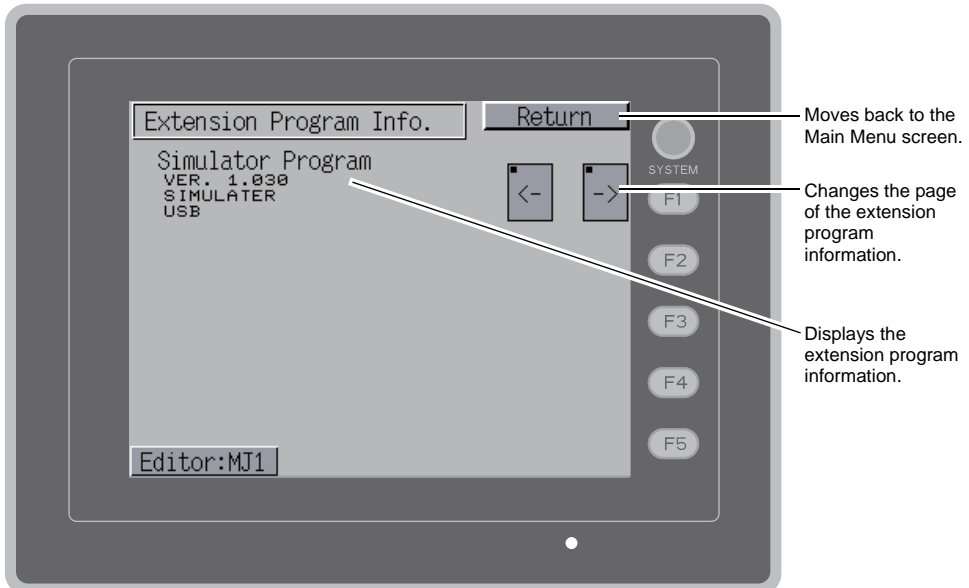 Extension Program Info.
Return
Simulator Program
VER. 1.030
SIMULATER
USB
<-
->
SYSTEM
F1
F2
F3
F4
F5
Editor:MJ1
Moves back to the
Main Menu screen.
Changes the page
of the extension
program
information.
Displays the
extension program
information.